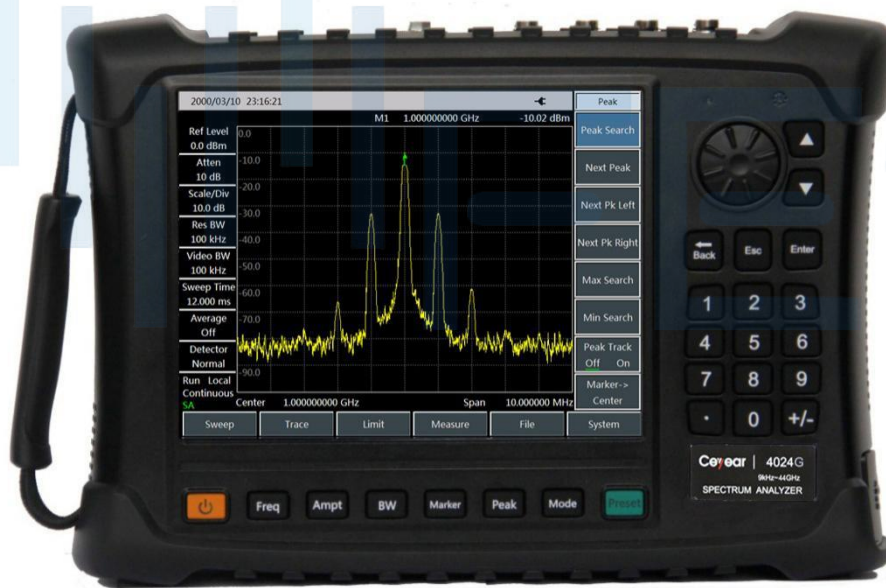 2000/03/10 23:16:21
Peak
M1 1.000000000 GHz -10.02 dBm
Ref Level
0.0 dBm
Atten
10 dB
Scale/Div
10.0 dB
Res BW
100 kHz
Video BW
100 kHz
Sweep Time
12.000 ms
Average
Off
Detector
Normal
Run Local
Continuous
SA
0.0
-10.0
-20.0
-30.0
-40.0
-50.0
-60.0
-70.0
-90.0
Center 1.000000000 GHz Span 10.000000 MHz
Peak Search
Next Peak
Next Pk Left
Next Pk Right
Max Search
Min Search
Peak Track
Off On
Marker->
Center
Sweep Trace Limit Measure File System
Back Esc Enter
1 2 3
4 5 6
7 8 9
. 0 +/-
Ceyear | 4024G
9kHz~44GHz
SPECTRUM ANALYZER
Freq Ampt BW Marker Peak Mode Preset